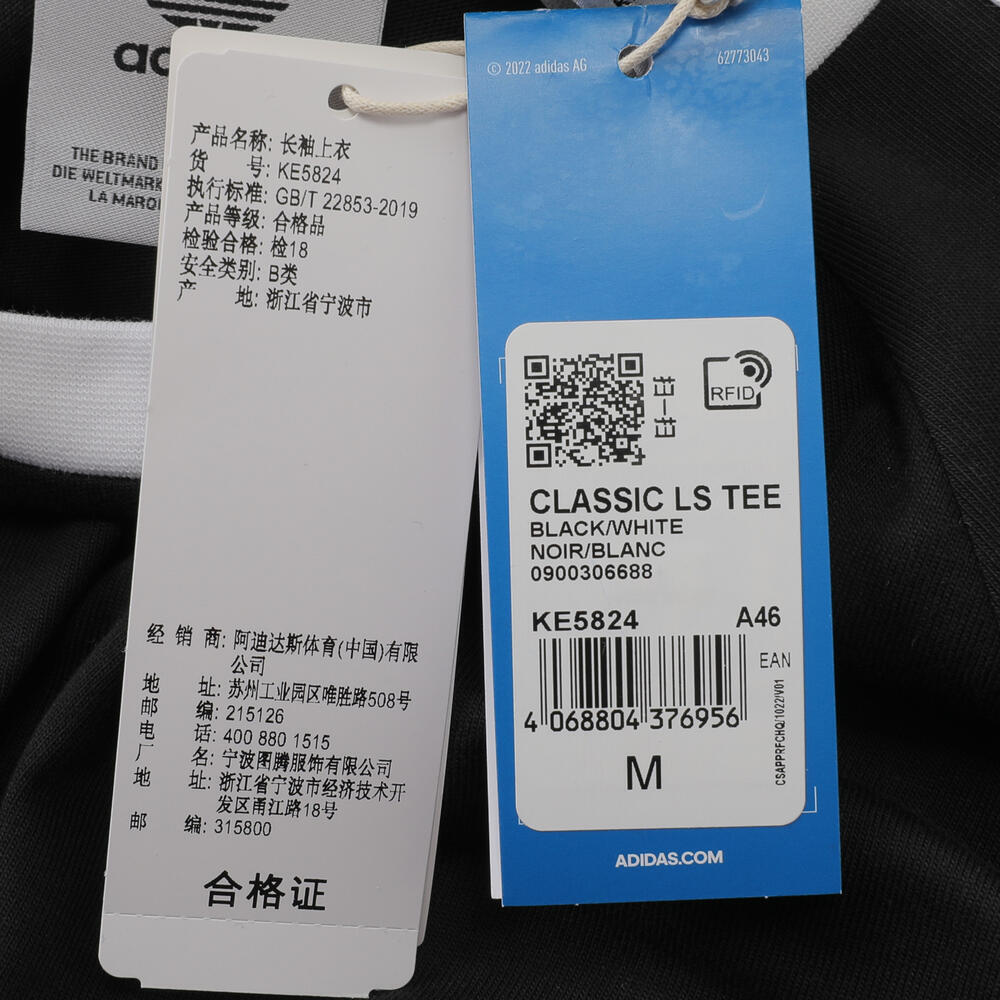 THE BRAND
DIE WELTMARK
产品名称: 长袖上衣
货 号: KE5824
执行标准: GB/T 22853-2019
产品等级: 合格品
检验合格: 检18
安全类别: B类
产 地: 浙江省宁波市
经 销 商: 阿迪达斯体育(中国)有限
公司
地 址: 苏州工业园区唯胜路508号
邮 编: 215126
电 话: 400 880 1515
厂 名: 宁波图腾服饰有限公司
地 址: 浙江省宁波市经济技术开
发区甬江路18号
邮 编: 315800
合格证
© 2022 adidas AG
62773043
RFID
CLASSIC LS TEE
BLACK/WHITE
NOIR/BLANC
0900306688
KE5824 A46
EAN
4 068804 376956
CSAPPRFCHQ/1022/V01
M
ADIDAS.COM